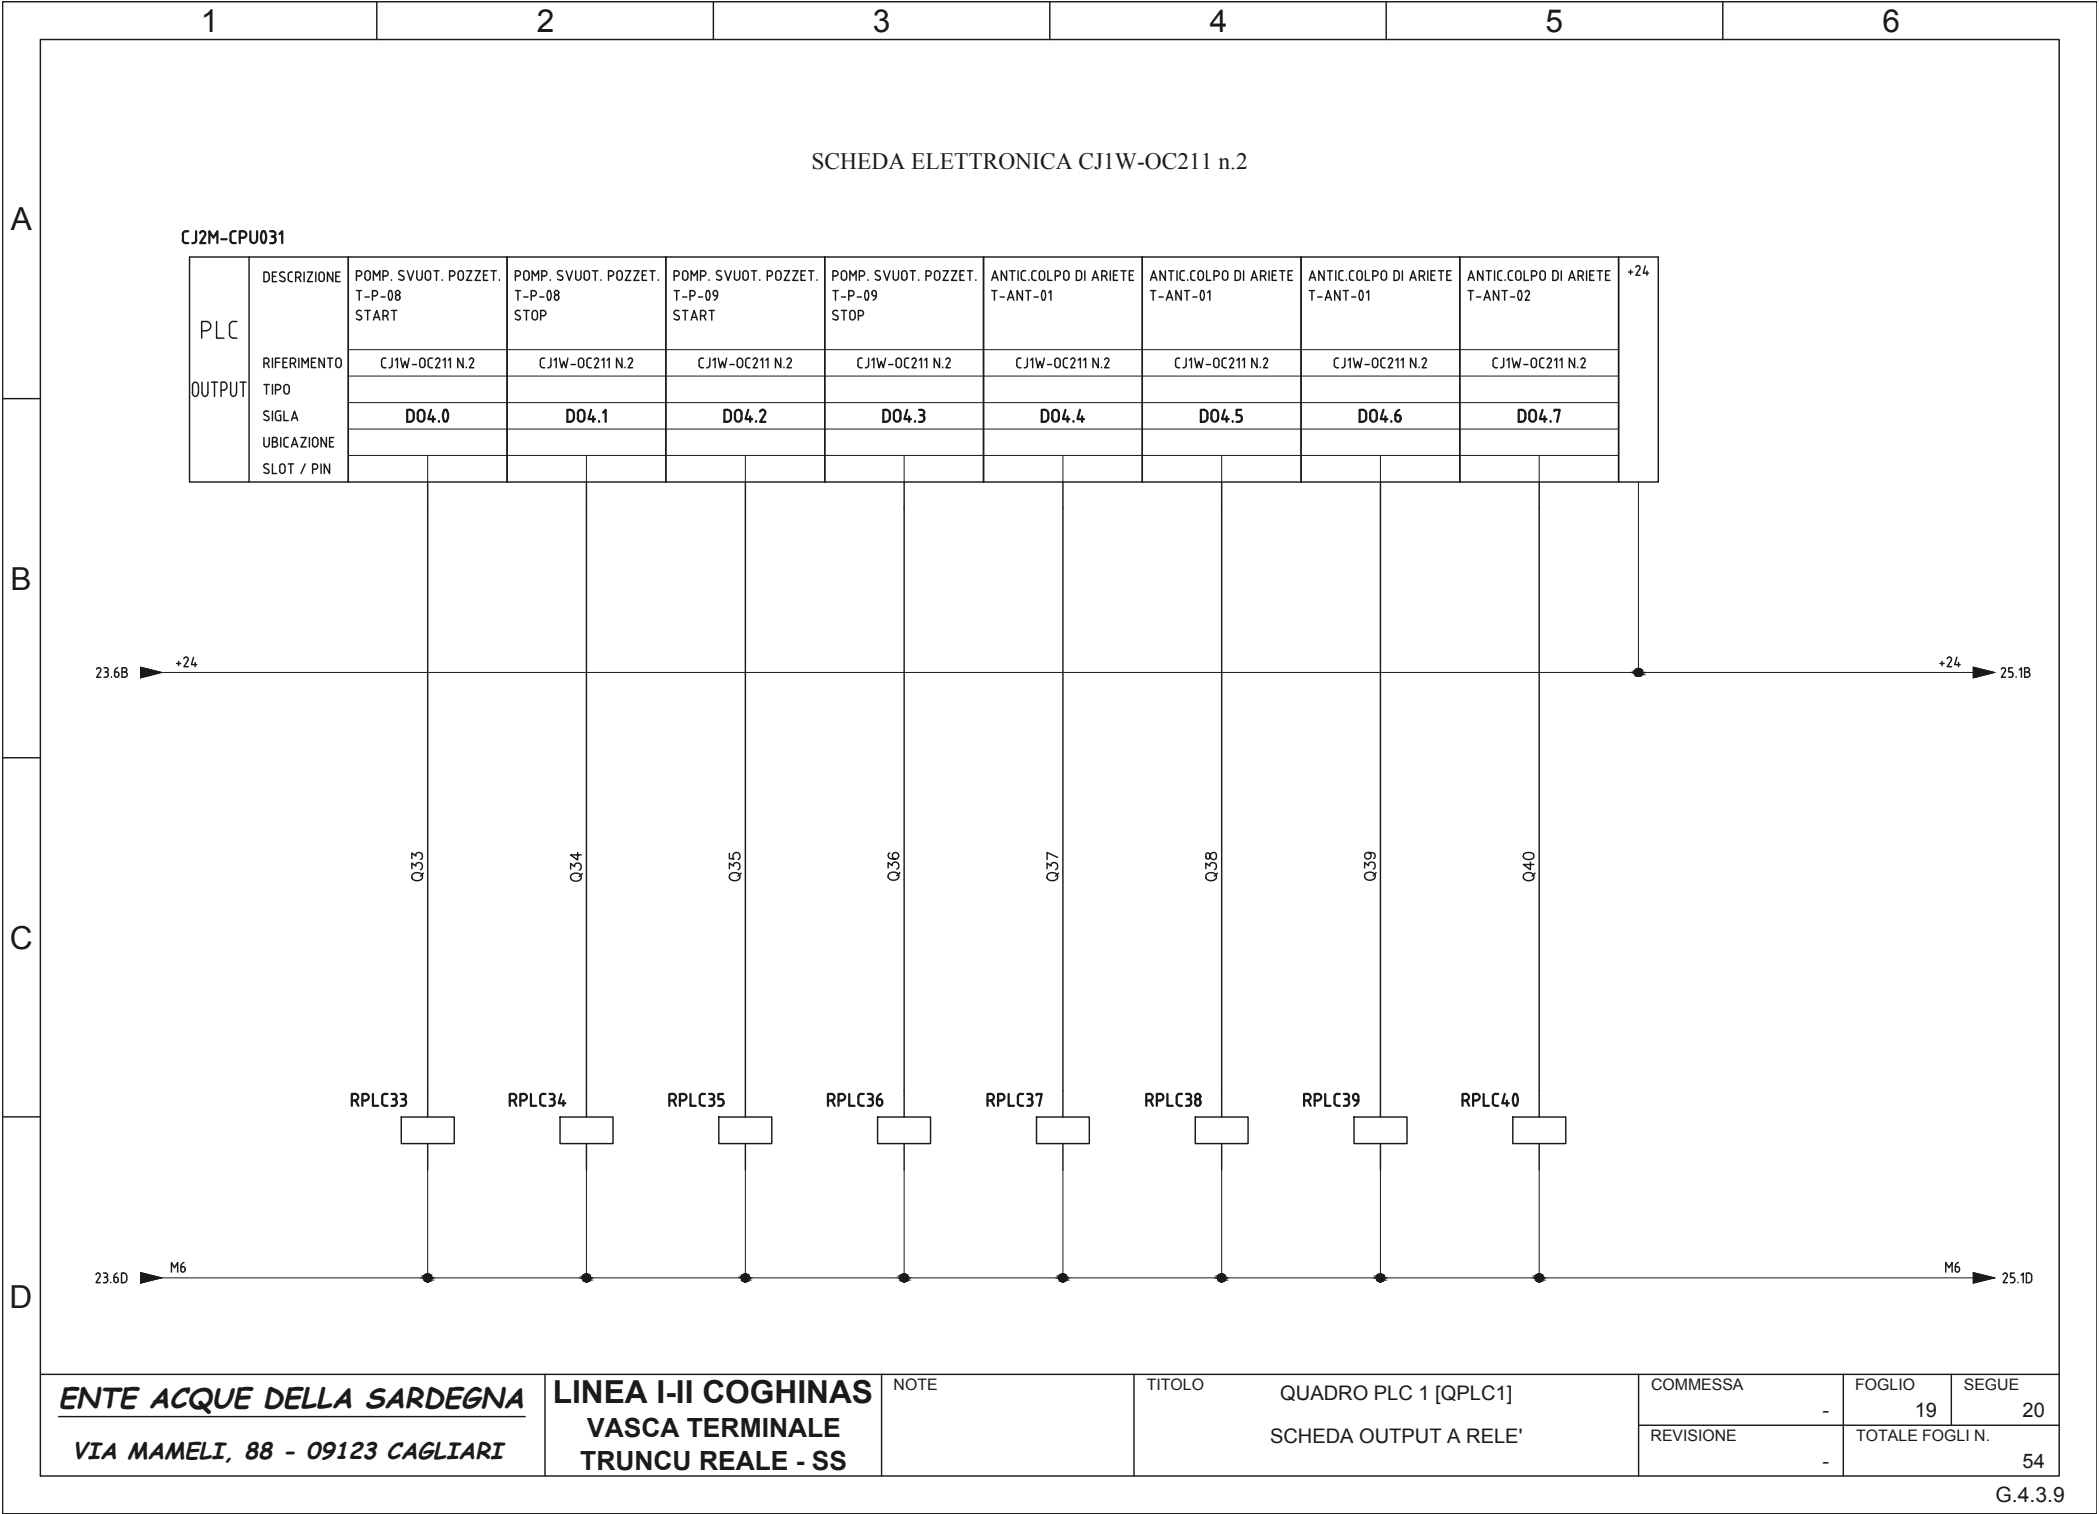 1 2 3 4 5 6
SCHEDA ELETTRONICA CJ1W-OC211 n.2
A
B
C
D
CJ2M-CPU031
PLC
OUTPUT
DESCRIZIONE
RIFERIMENTO
TIPO
SIGLA
UBICAZIONE
SLOT / PIN
POMP. SVUOT. POZZET.
T-P-08
START
CJ1W-OC211 N.2
DO4.0
POMP. SVUOT. POZZET.
T-P-08
STOP
CJ1W-OC211 N.2
DO4.1
POMP. SVUOT. POZZET.
T-P-09
START
CJ1W-OC211 N.2
DO4.2
POMP. SVUOT. POZZET.
T-P-09
STOP
CJ1W-OC211 N.2
DO4.3
ANTIC.COLPO DI ARIETE
T-ANT-01
CJ1W-OC211 N.2
DO4.4
ANTIC.COLPO DI ARIETE
T-ANT-01
CJ1W-OC211 N.2
DO4.5
ANTIC.COLPO DI ARIETE
T-ANT-01
CJ1W-OC211 N.2
DO4.6
ANTIC.COLPO DI ARIETE
T-ANT-02
CJ1W-OC211 N.2
DO4.7
+24
23.6B +24 +24 25.1B
Q33 Q34 Q35 Q36 Q37 Q38 Q39 Q40
RPLC33 RPLC34 RPLC35 RPLC36 RPLC37 RPLC38 RPLC39 RPLC40
23.6D M6 M6 25.1D
ENTE ACQUE DELLA SARDEGNA
VIA MAMELI, 88 - 09123 CAGLIARI
LINEA I-II COGHINAS
VASCA TERMINALE
TRUNCU REALE - SS
NOTE
TITOLO
QUADRO PLC 1 [QPLC1]
SCHEDA OUTPUT A RELE'
COMMESSA
-
REVISIONE
-
FOGLIO
19
SEGUE
20
TOTALE FOGLI N.
54
G.4.3.9